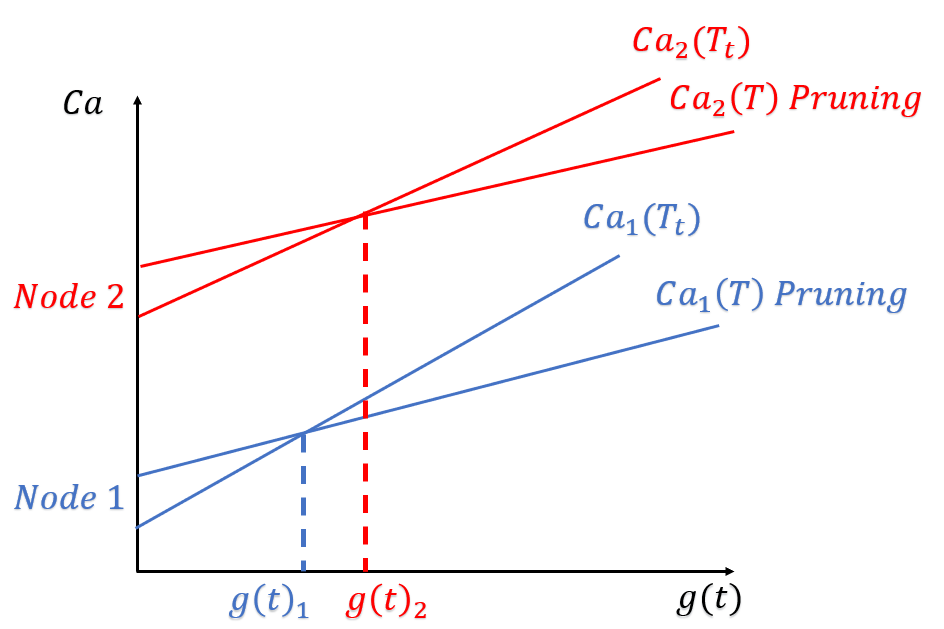 Ca₂(Tₜ)
Ca
Ca₂(T) Pruning
Ca₁(Tₜ)
Node 2
Ca₁(T) Pruning
Node 1
g(t)₁ g(t)₂ g(t)